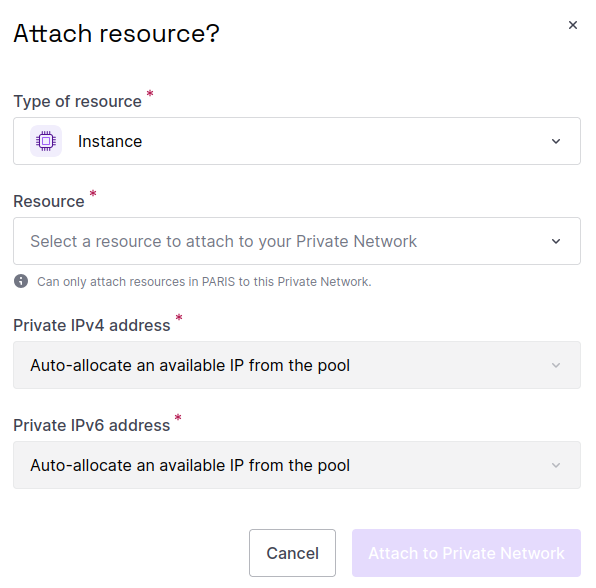 Attach resource?
Type of resource *
Instance
Resource *
Select a resource to attach to your Private Network
Can only attach resources in PARIS to this Private Network.
Private IPv4 address *
Auto-allocate an available IP from the pool
Private IPv6 address *
Auto-allocate an available IP from the pool
Cancel
Attach to Private Network